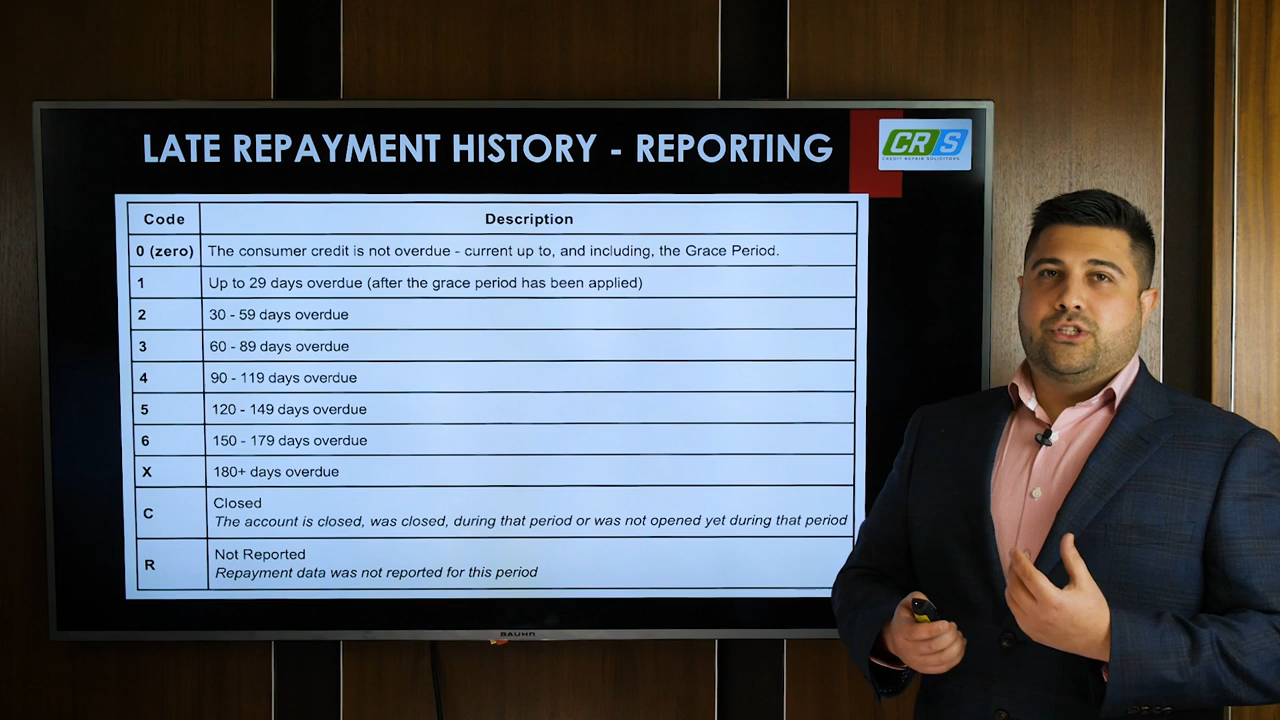 LATE REPAYMENT HISTORY - REPORTING
CRS
CREDIT REPAIR SOLICITORS
Code Description
0 (zero) The consumer credit is not overdue - current up to, and including, the Grace Period.
1 Up to 29 days overdue (after the grace period has been applied)
2 30 - 59 days overdue
3 60 - 89 days overdue
4 90 - 119 days overdue
5 120 - 149 days overdue
6 150 - 179 days overdue
X 180+ days overdue
C Closed
The account is closed, was closed, during that period or was not opened yet during that period
R Not Reported
Repayment data was not reported for this period
BAUHN